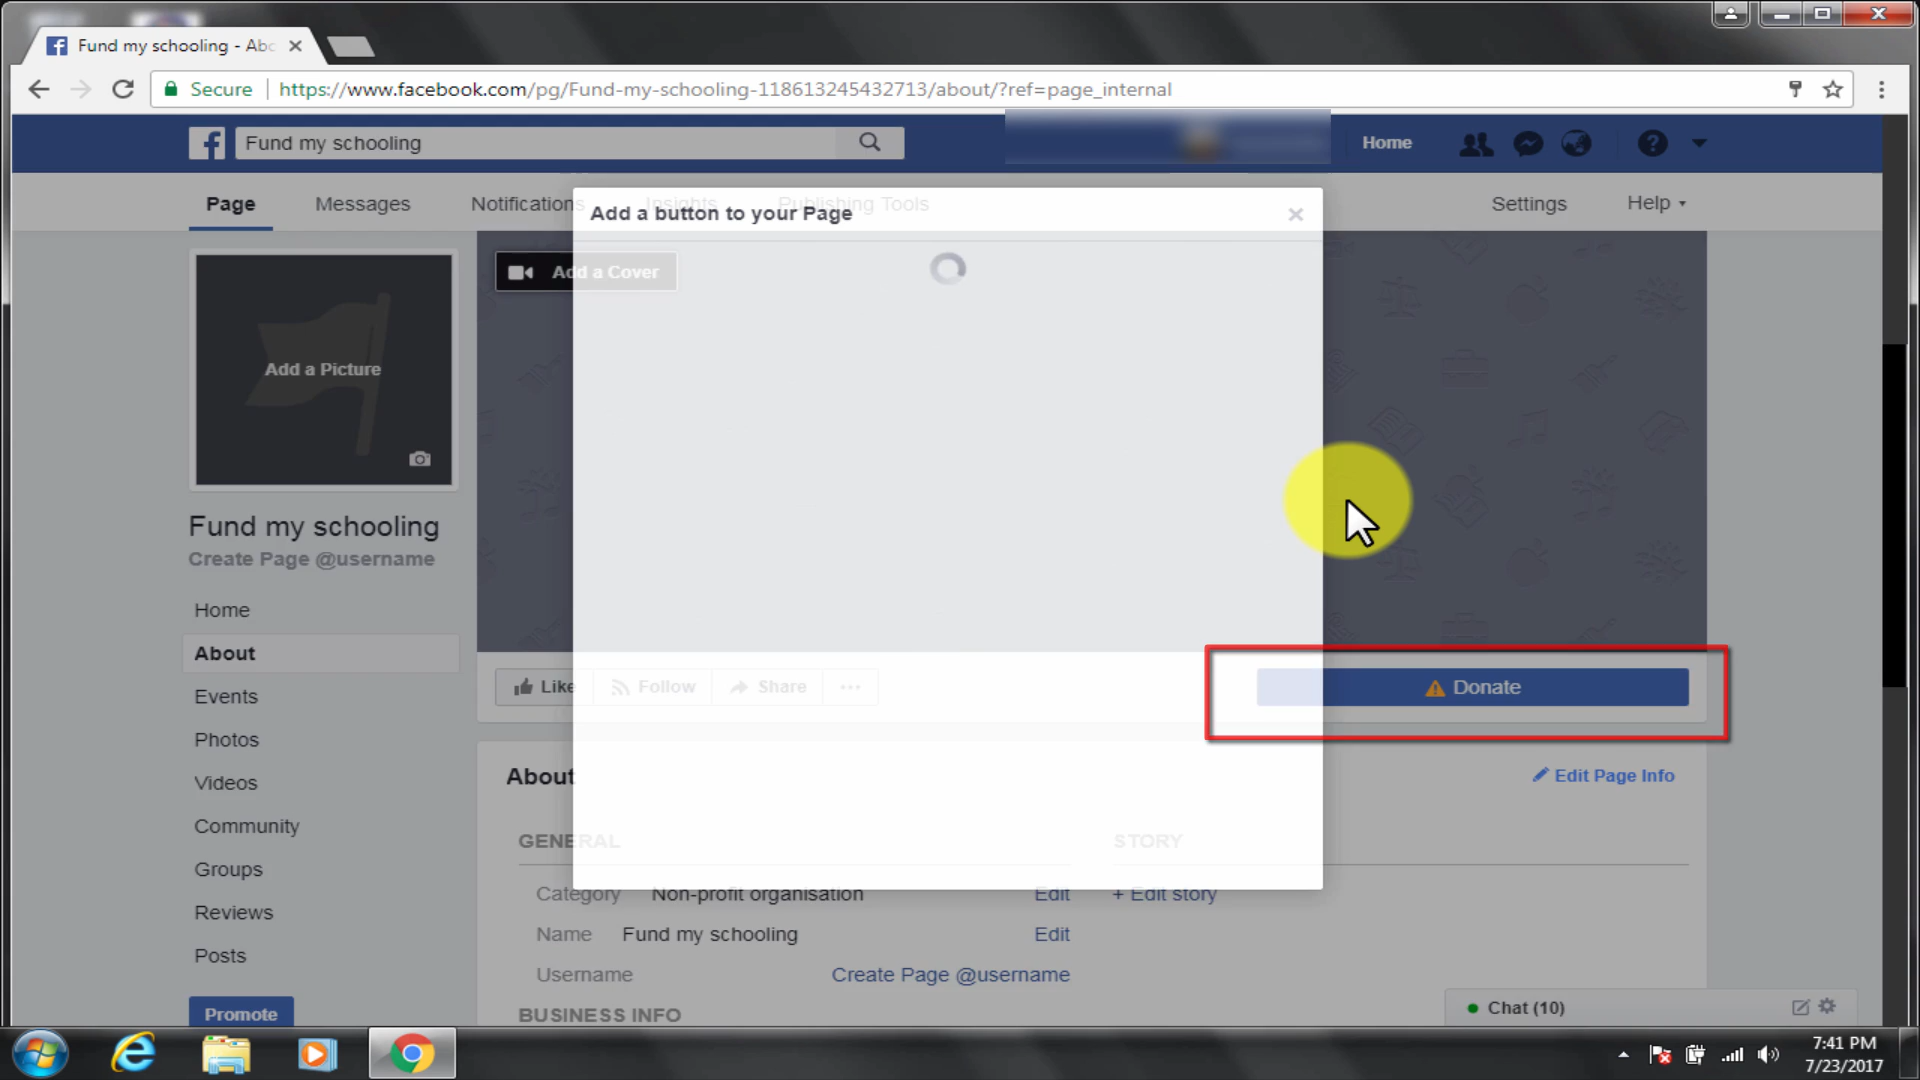 Fund my schooling - Abo
Secure
https://www.facebook.com/pg/Fund-my-schooling-118613245432713/about/?ref=page_internal
Fund my schooling
Home
Page
Messages
Notifications
Insights
Publishing Tools
Settings
Help
Add a button to your Page
Add a Cover
Add a Picture
Fund my schooling
Create Page @username
Home
About
Events
Photos
Videos
Community
Groups
Reviews
Posts
Promote
Like
Follow
Share
Donate
About
Edit Page Info
GENERAL
STORY
Category Non-profit organisation Edit
+ Edit story
Name Fund my schooling Edit
Username Create Page @username
BUSINESS INFO
Chat (10)
7:41 PM
7/23/2017